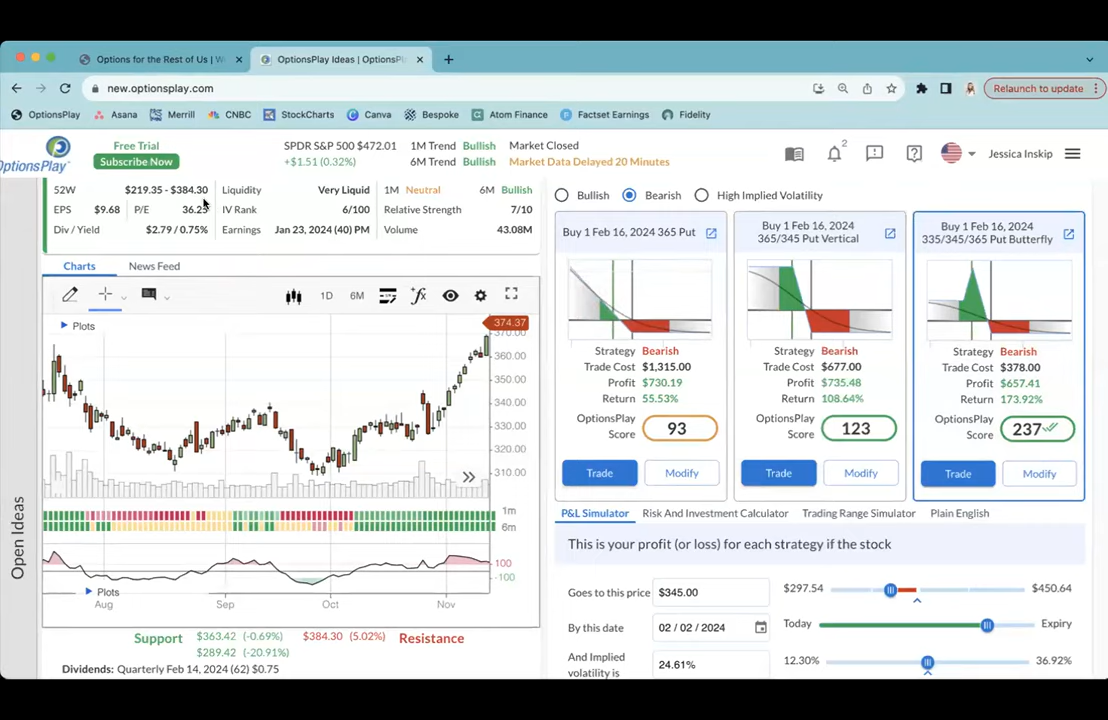 Options for the Rest of Us | W
OptionsPlay Ideas | OptionsPl
new.optionsplay.com
Relaunch to update
OptionsPlay
Asana
Merrill
CNBC
StockCharts
Canva
Bespoke
Atom Finance
Factset Earnings
Fidelity
OptionsPlay
Free Trial
Subscribe Now
SPDR S&P 500 $472.01
+$1.51 (0.32%)
1M Trend Bullish
6M Trend Bullish
Market Closed
Market Data Delayed 20 Minutes
2
Jessica Inskip
52W $219.35 - $384.30 Liquidity Very Liquid 1M Neutral 6M Bullish
EPS $9.68 P/E 36.25 IV Rank 6/100 Relative Strength 7/10
Div / Yield $2.79 / 0.75% Earnings Jan 23, 2024 (40) PM Volume 43.08M
Charts News Feed
1D 6M
Plots
374.37
370.00
360.00
350.00
340.00
330.00
320.00
310.00
1m
6m
100
-100
Plots
Aug Sep Oct Nov
Support $363.42 (-0.69%) $384.30 (5.02%) Resistance
$289.42 (-20.91%)
Dividends: Quarterly Feb 14, 2024 (62) $0.75
Open Ideas
Bullish Bearish High Implied Volatility
Buy 1 Feb 16, 2024 365 Put
Strategy Bearish
Trade Cost $1,315.00
Profit $730.19
Return 55.53%
OptionsPlay
Score
93
Trade Modify
Buy 1 Feb 16, 2024
365/345 Put Vertical
Strategy Bearish
Trade Cost $677.00
Profit $735.48
Return 108.64%
OptionsPlay
Score
123
Trade Modify
Buy 1 Feb 16, 2024
335/345/365 Put Butterfly
Strategy Bearish
Trade Cost $378.00
Profit $657.41
Return 173.92%
OptionsPlay
Score
237
Trade Modify
P&L Simulator Risk And Investment Calculator Trading Range Simulator Plain English
This is your profit (or loss) for each strategy if the stock
Goes to this price $345.00 $297.54 $450.64
By this date 02 / 02 / 2024 Today Expiry
And Implied
volatility is
24.61% 12.30% 36.92%